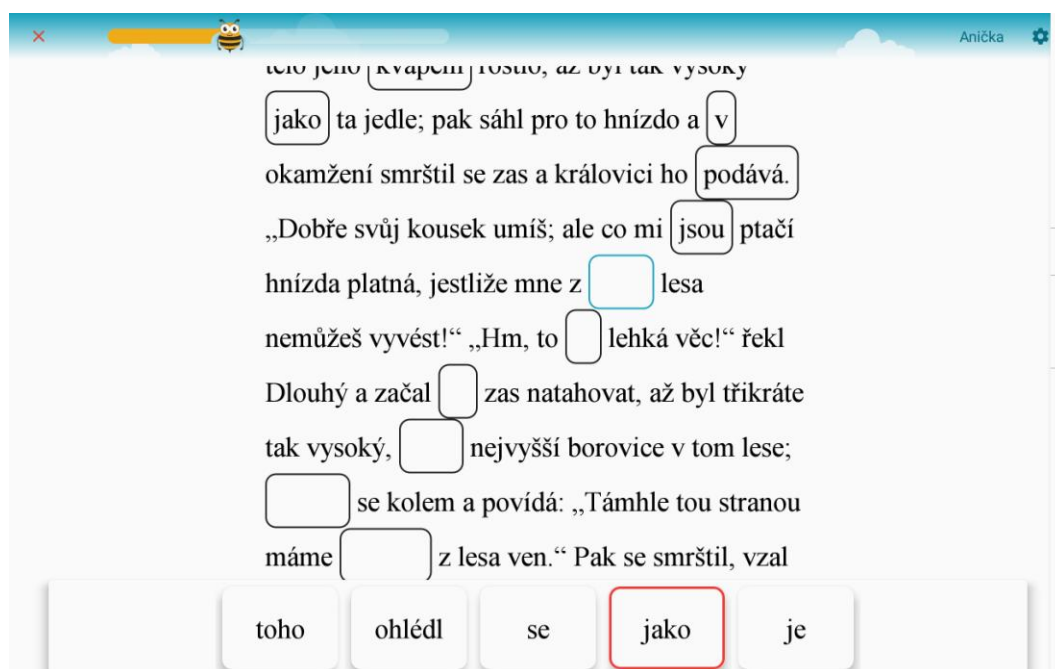 Anička
tělo jeho kvapem rostlo, až byl tak vysoký
jako ta jedle; pak sáhl pro to hnízdo a v
okamžení smrštil se zas a královici ho podává.
„Dobře svůj kousek umíš; ale co mi jsou ptačí
hnízda platná, jestliže mne z lesa
nemůžeš vyvést!“ „Hm, to lehká věc!“ řekl
Dlouhý a začal zas natahovat, až byl třikráte
tak vysoký, nejvyšší borovice v tom lese;
se kolem a povídá: „Támhle tou stranou
máme z lesa ven.“ Pak se smrštil, vzal
toho ohlédl se jako je